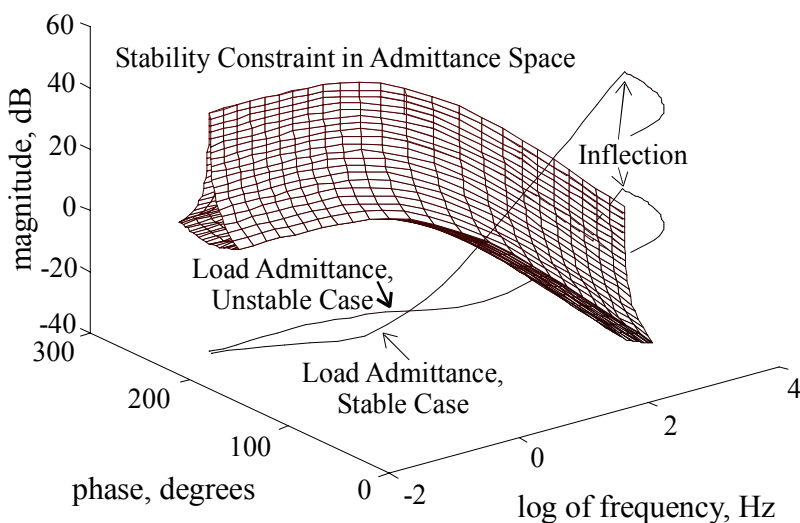 60
Stability Constraint in Admittance Space
40
20
0
-20
-40
magnitude, dB
Inflection
Load Admittance,
Unstable Case
Load Admittance,
Stable Case
300
200
100
0
phase, degrees
-2
0
2
4
log of frequency, Hz